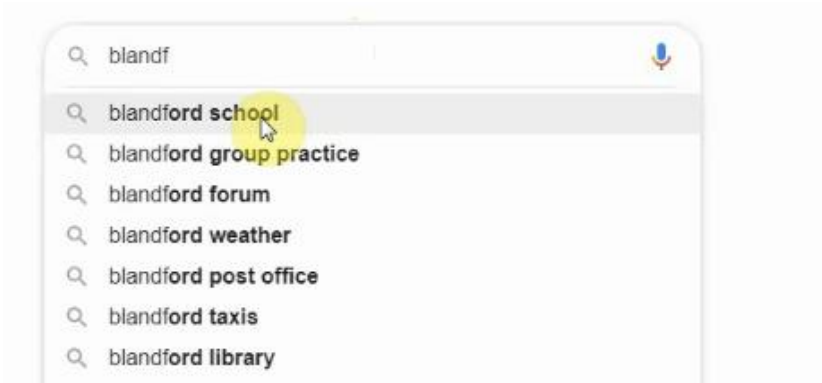 blandf
blandford school
blandford group practice
blandford forum
blandford weather
blandford post office
blandford taxis
blandford library